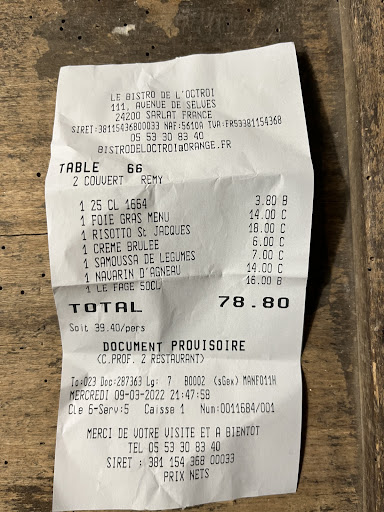 LE BISTRO DE L'OCTROI
111, AVENUE DE SELVES
24200 SARLAT FRANCE
SIRET:38115436800033 NAF:5610A TVA:FR53381154368
05 53 30 83 40
BISTRODELOCTROI@ORANGE.FR
TABLE 66
2 COUVERT REMY
1 25 CL 1664 3.80 B
1 FOIE GRAS MENU 14.00 C
1 RISOTTO St JACQUES 18.00 C
1 CREME BRULEE 6.00 C
1 SAMOUSSA DE LEGUMES 7.00 C
1 NAVARIN D'AGNEAU 14.00 C
1 LE FAGE 50CL 16.00 B
TOTAL 78.80
Soit 39.40/pers
DOCUMENT PROVISOIRE
(C.PROF. 2 RESTAURANT)
To:023 Doc:287363 Lg: 7 B0002 (sGex) MANF011H
MERCREDI 09-03-2022 21:47:58
Cle 5-Serv:5 Caisse 1 Num:0011684/001
MERCI DE VOTRE VISITE ET A BIENTOT
TEL 05 53 30 83 40
SIRET : 381 154 368 00033
PRIX NETS